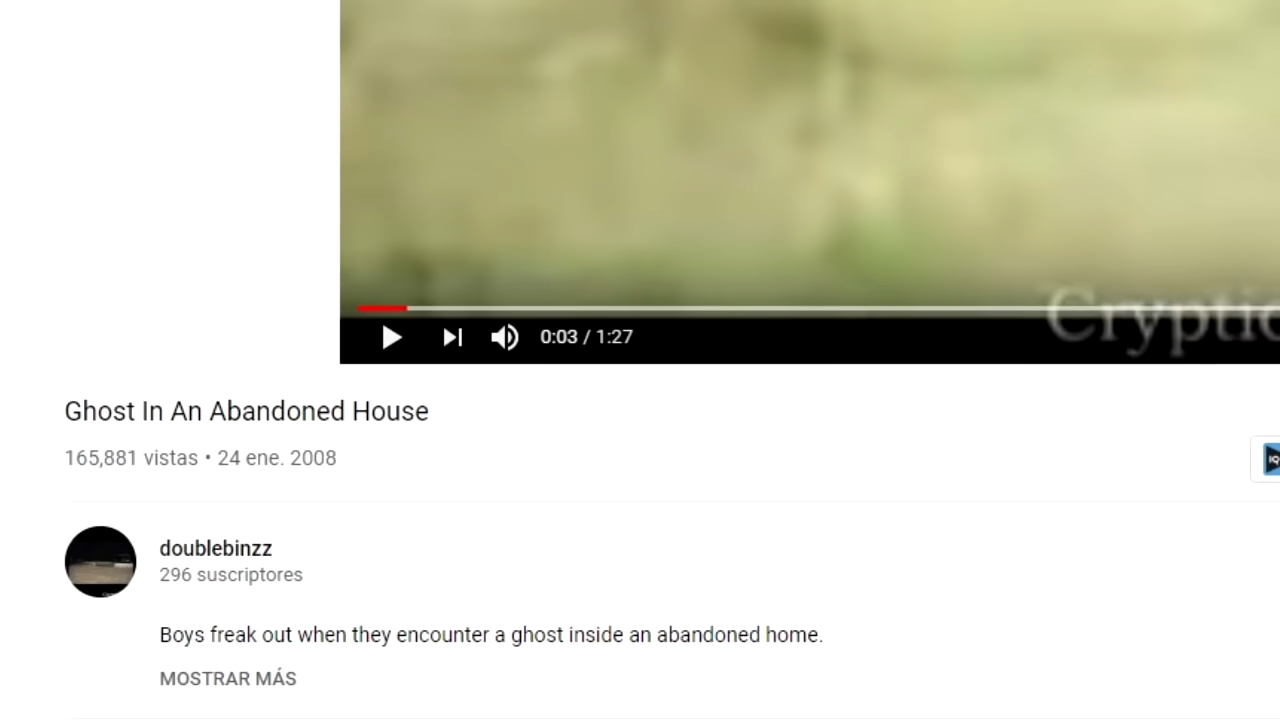 Cryptic
0:03 / 1:27
Ghost In An Abandoned House
165,881 vistas • 24 ene. 2008
IQ
doublebinzz
296 suscriptores
Boys freak out when they encounter a ghost inside an abandoned home.
MOSTRAR MÁS